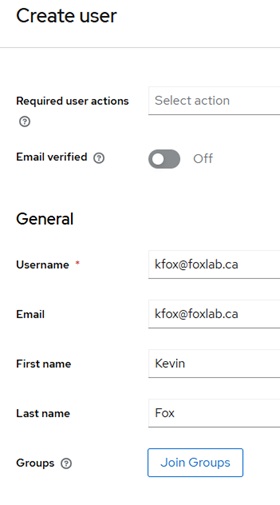 Create user
Required user actions
Select action
Email verified
Off
General
Username *
kfox@foxlab.ca
Email
kfox@foxlab.ca
First name
Kevin
Last name
Fox
Groups
Join Groups